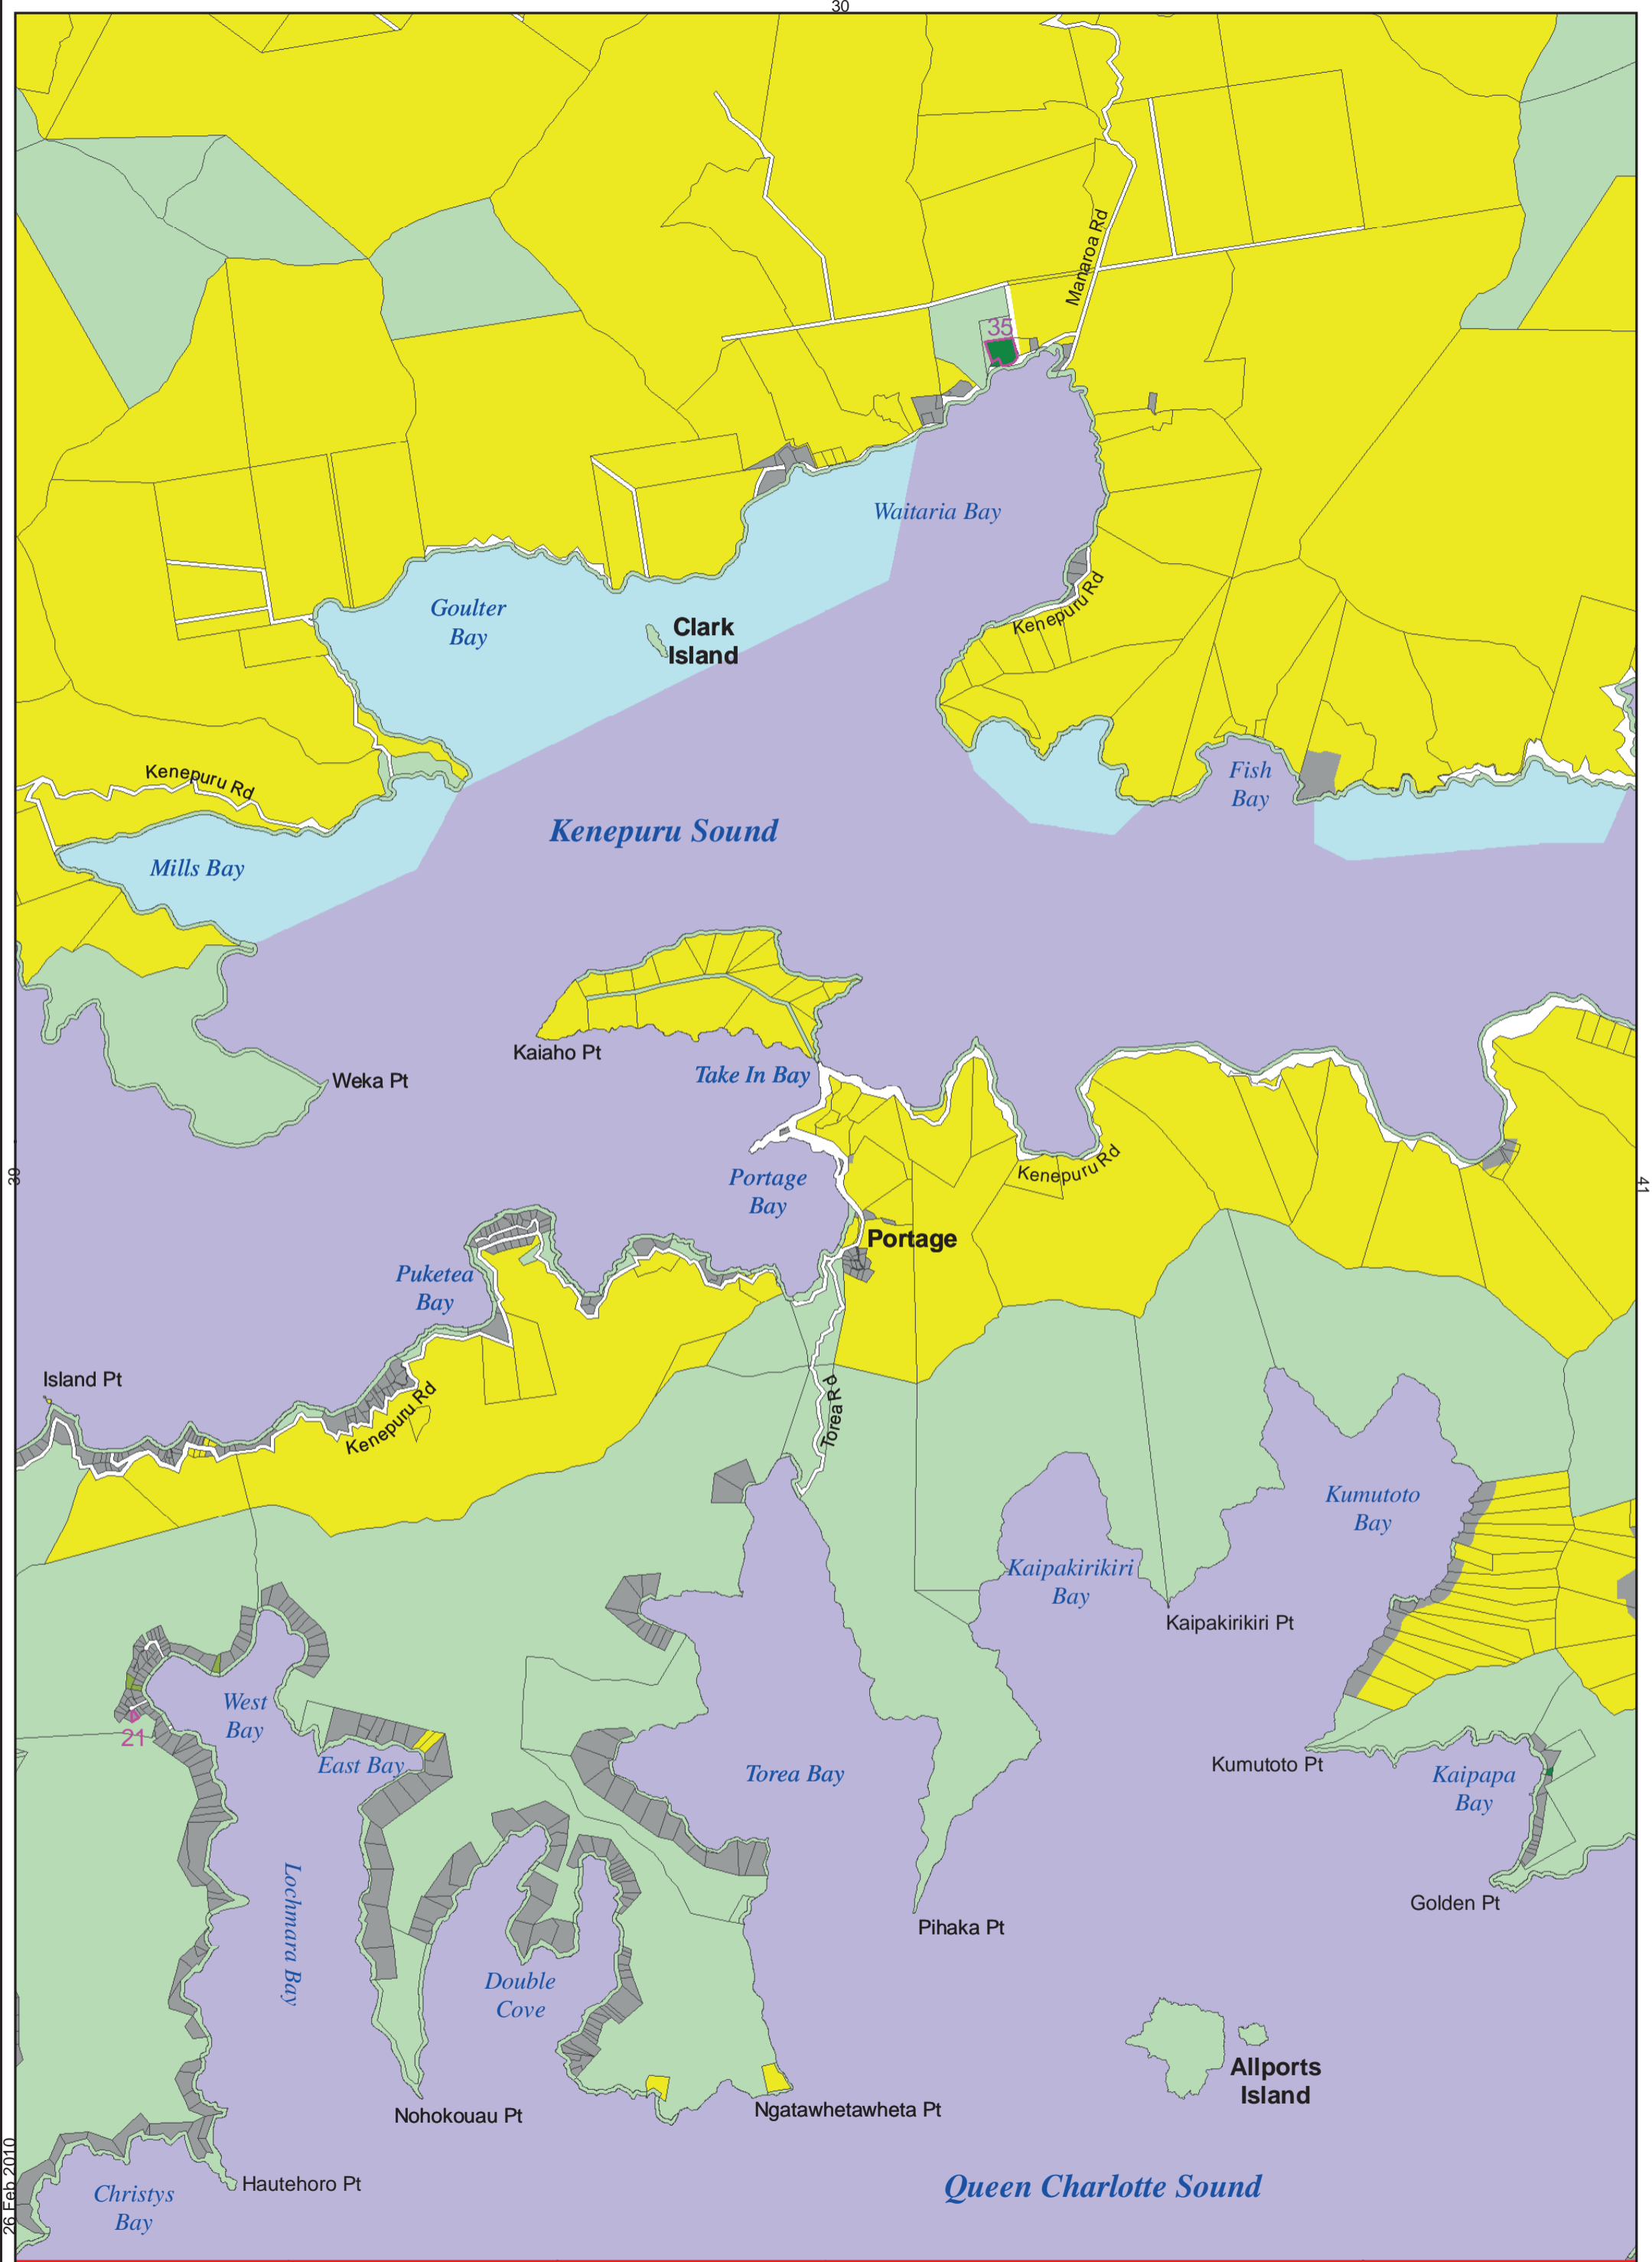 30
Manaroa Rd
35
Waitaria Bay
Goulter
Bay
Clark
Island
Kenepuru Rd
Kenepuru Rd
Fish
Bay
Kenepuru Sound
Mills Bay
Kaiaho Pt
Take In Bay
Weka Pt
39
41
Kenepuru Rd
Portage
Bay
Portage
Puketea
Bay
Island Pt
Kenepuru Rd
Torea Rd
Kumutoto
Bay
Kaipakirikiri
Bay
Kaipakirikiri Pt
West
Bay
21
East Bay
Torea Bay
Kumutoto Pt
Kaipapa
Bay
Golden Pt
Lochmara Bay
Pihaka Pt
Double
Cove
Allports
Island
Nohokouau Pt
Ngatawhetawheta Pt
Hautehoro Pt
Queen Charlotte Sound
Christys
Bay
26 Feb 2010